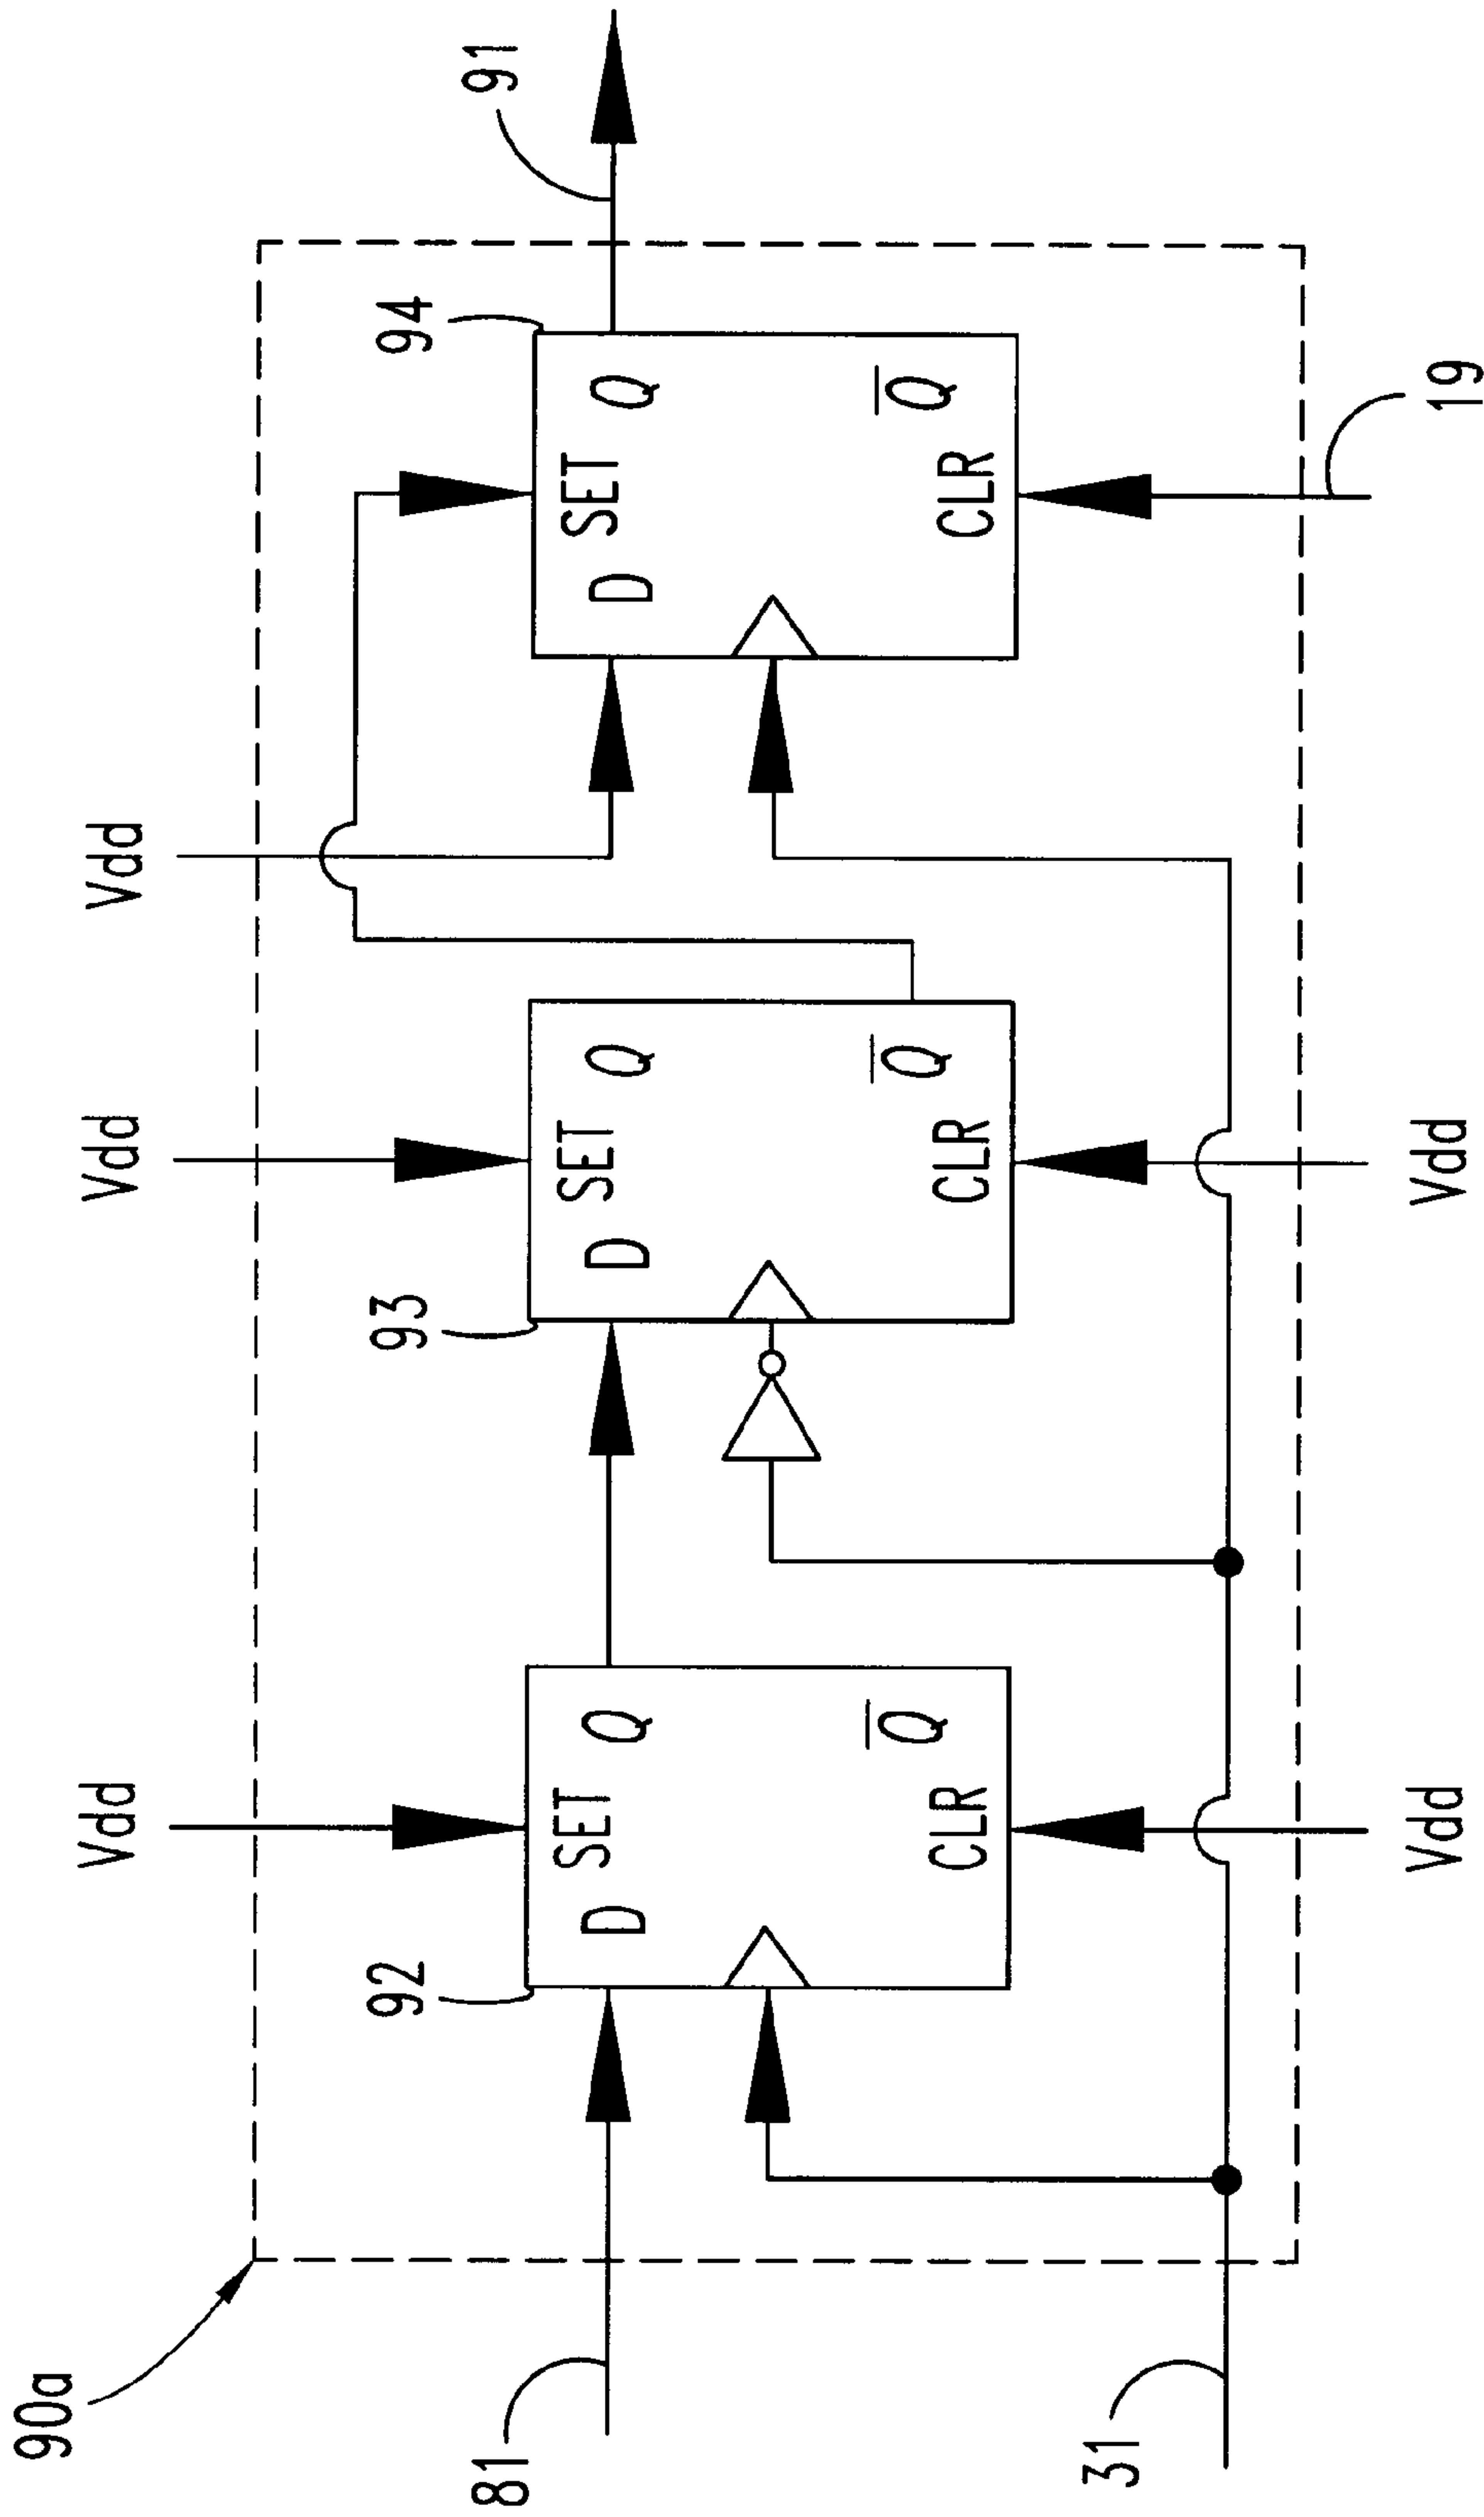 90a
Vdd
Vdd
Vdd
92
93
94
91
81
D SET Q
D SET Q
D SET Q
CLR Q̅
CLR Q̅
CLR Q̅
31
Vdd
Vdd
19